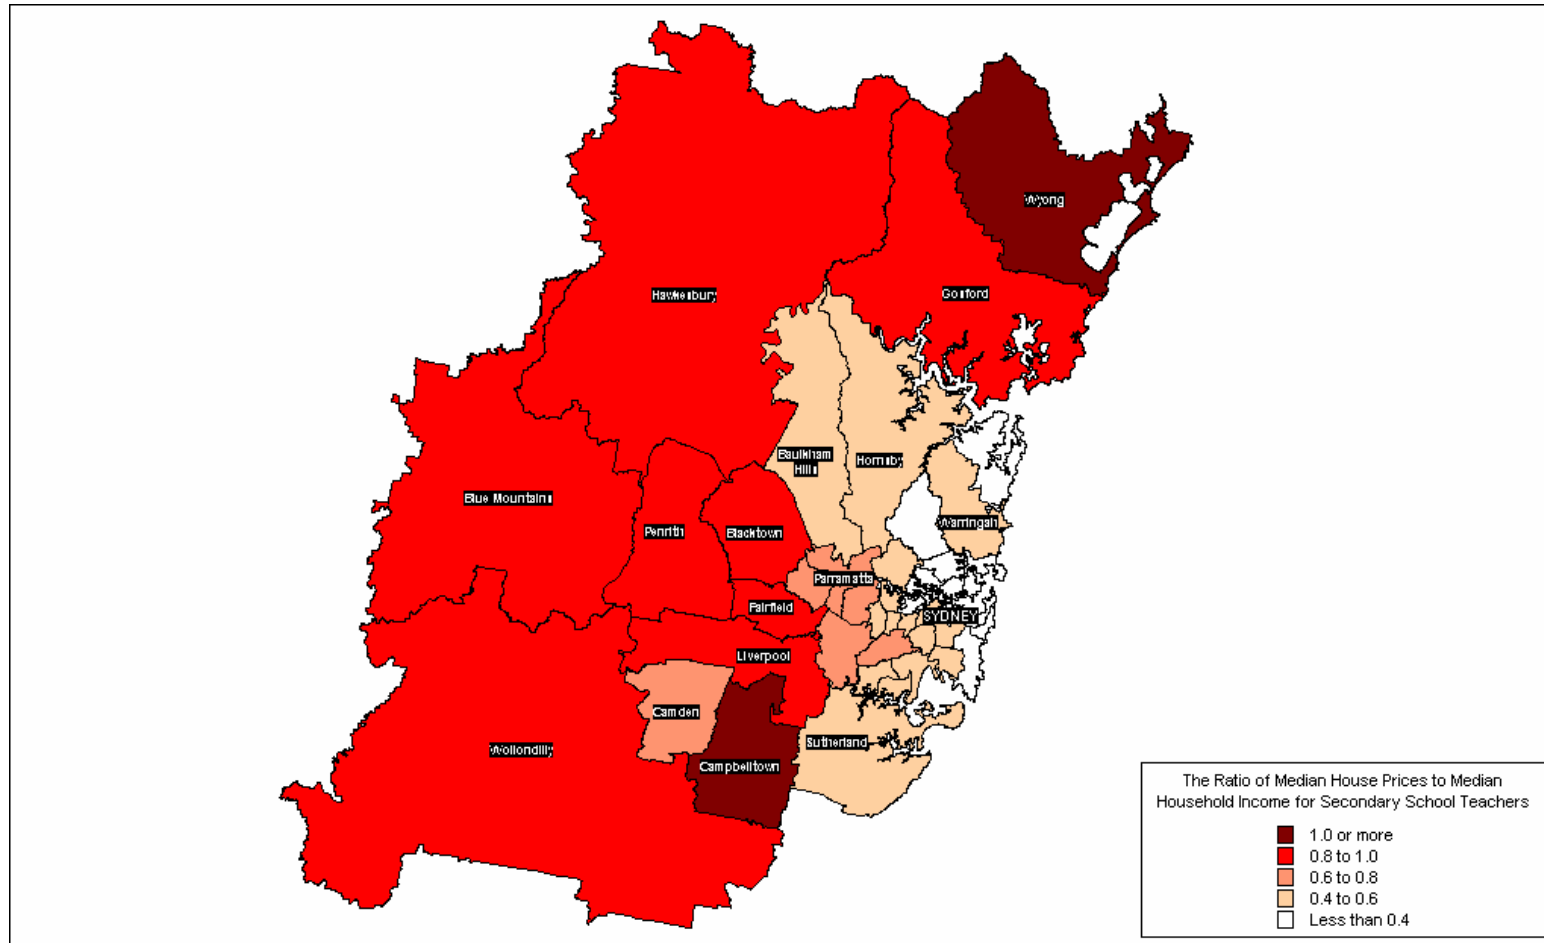 Wyong
Hawkesbury
Gosford
Baulkham
Hills
Hornsby
Blue Mountains
Warringah
Penrith
Blacktown
Parramatta
Fairfield
SYDNEY
Liverpool
Camden
Sutherland
Wollondilly
Campbelltown
The Ratio of Median House Prices to Median
Household Income for Secondary School Teachers
1.0 or more
0.8 to 1.0
0.6 to 0.8
0.4 to 0.6
Less than 0.4